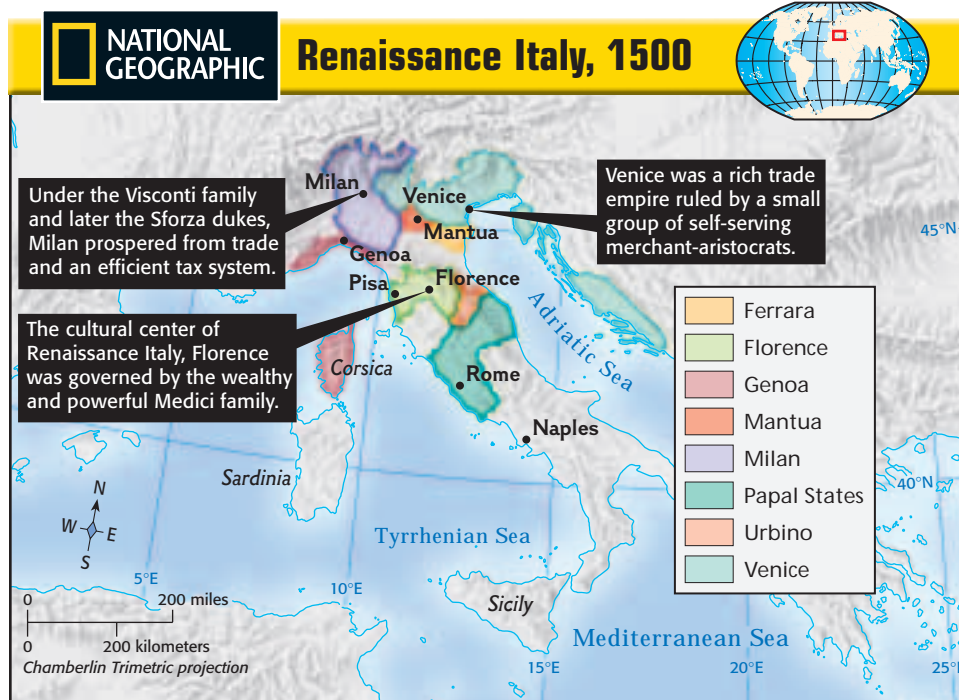 NATIONAL
GEOGRAPHIC
Renaissance Italy, 1500
Under the Visconti family
and later the Sforza dukes,
Milan prospered from trade
and an efficient tax system.
Venice was a rich trade
empire ruled by a small
group of self-serving
merchant-aristocrats.
The cultural center of
Renaissance Italy, Florence
was governed by the wealthy
and powerful Medici family.
Milan
Venice
Mantua
Genoa
Pisa
Florence
Corsica
Rome
Naples
Sardinia
Sicily
Adriatic Sea
Tyrrhenian Sea
Mediterranean Sea
45°N
40°N
5°E
10°E
15°E
20°E
25°
Ferrara
Florence
Genoa
Mantua
Milan
Papal States
Urbino
Venice
N
W
E
S
0
200 miles
0
200 kilometers
Chamberlin Trimetric projection